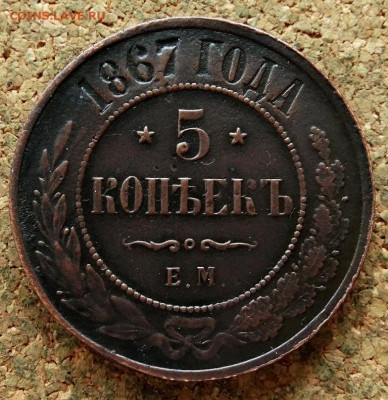 COINS.LAVE.RU
1867 ГОДА
5
КОПѢЕКЪ
Е.М.